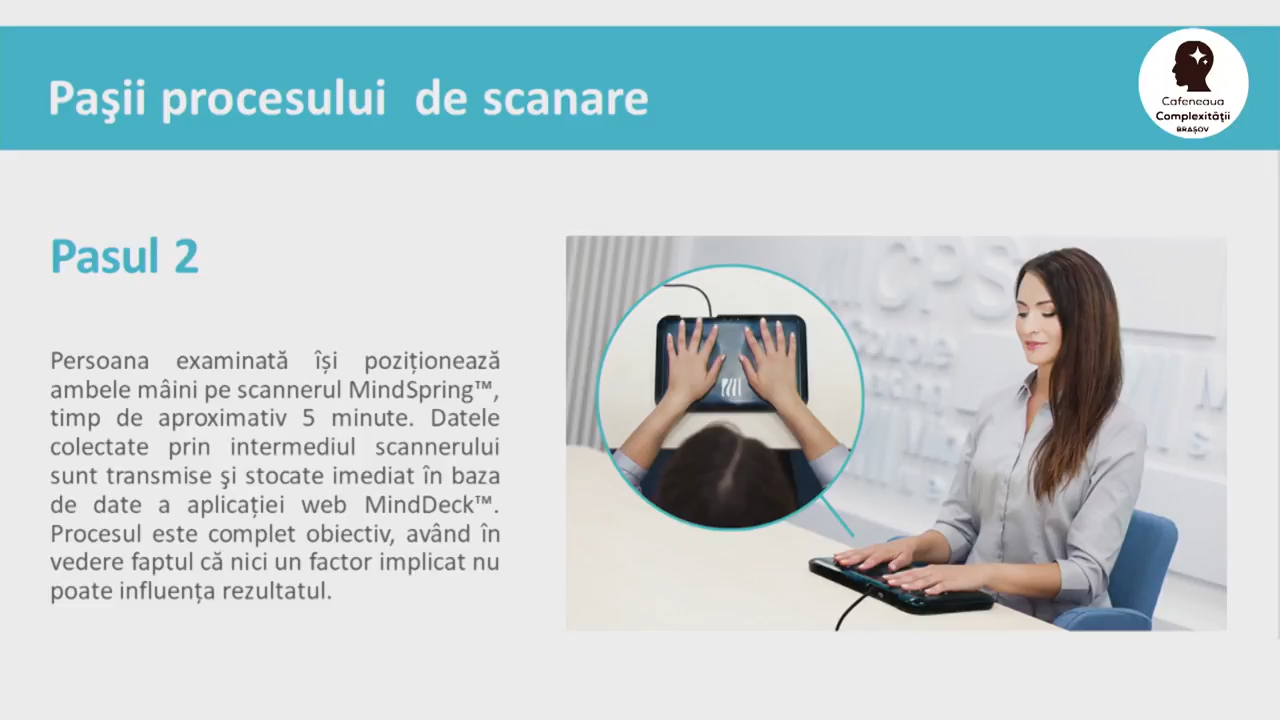 Paşii procesului de scanare
Cafeneaua
Complexităţii
BRAŞOV
Pasul 2
Persoana examinată își poziționează
ambele mâini pe scannerul MindSpring™,
timp de aproximativ 5 minute. Datele
colectate prin intermediul scannerului
sunt transmise şi stocate imediat în baza
de date a aplicației web MindDeck™.
Procesul este complet obiectiv, având în
vedere faptul că nici un factor implicat nu
poate influența rezultatul.